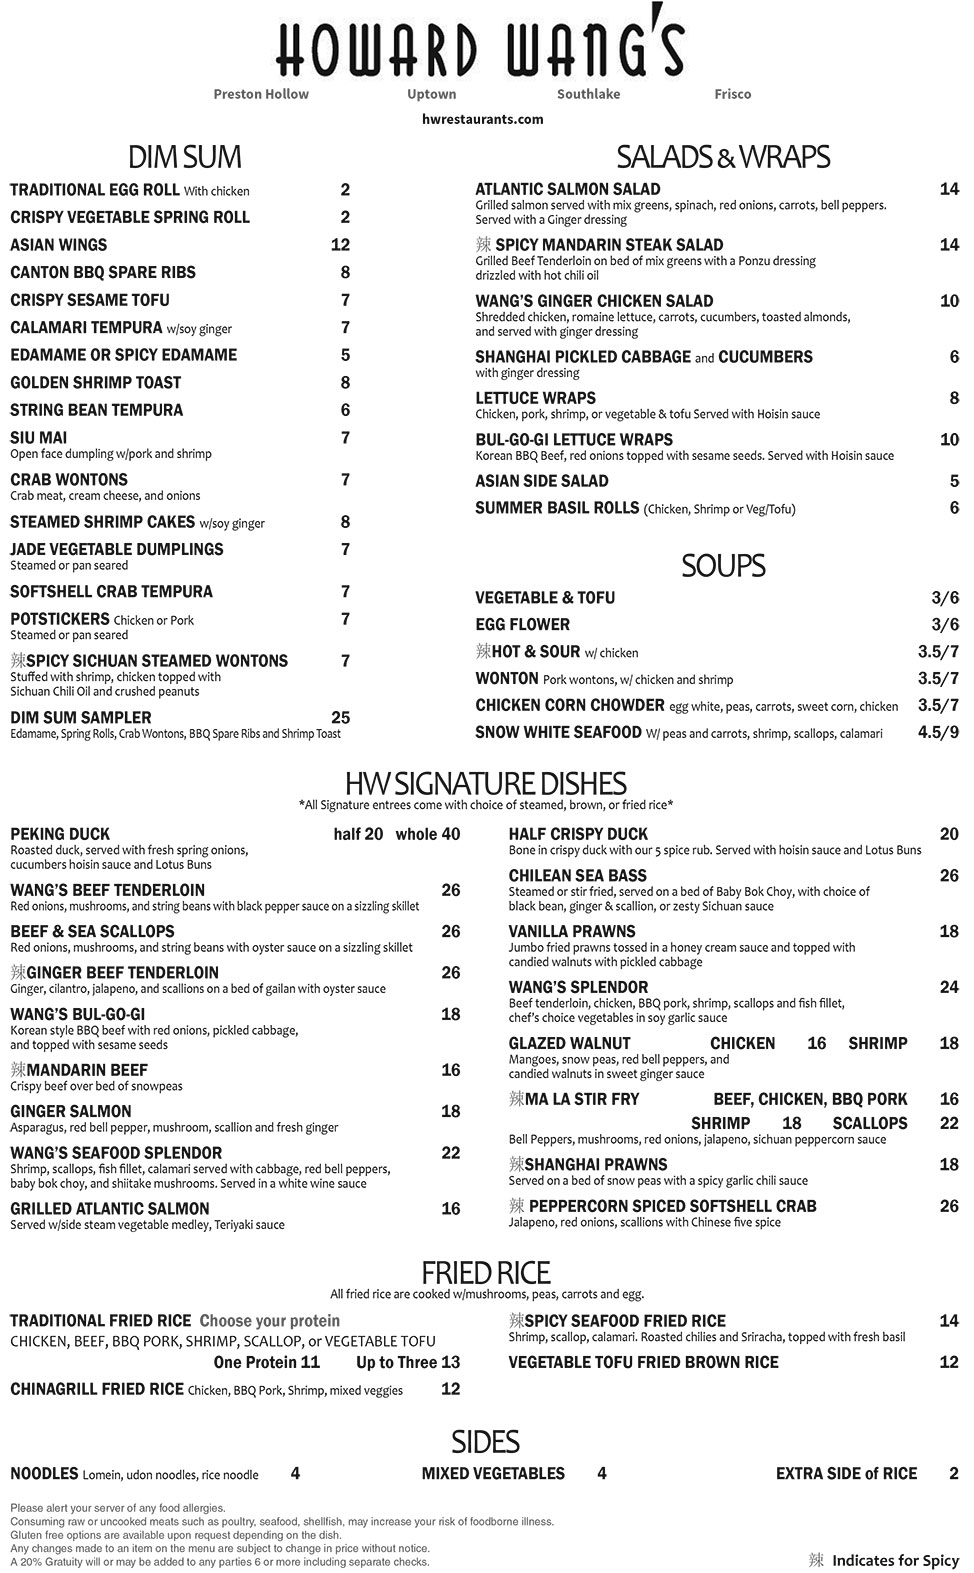 HOWARD WANG'S
Preston Hollow Uptown Southlake Frisco
hwrestaurants.com
DIM SUM
TRADITIONAL EGG ROLL With chicken 2
CRISPY VEGETABLE SPRING ROLL 2
ASIAN WINGS 12
CANTON BBQ SPARE RIBS 8
CRISPY SESAME TOFU 7
CALAMARI TEMPURA w/soy ginger 7
EDAMAME OR SPICY EDAMAME 5
GOLDEN SHRIMP TOAST 8
STRING BEAN TEMPURA 6
SIU MAI 7
Open face dumpling w/pork and shrimp
CRAB WONTONS 7
Crab meat, cream cheese, and onions
STEAMED SHRIMP CAKES w/soy ginger 8
JADE VEGETABLE DUMPLINGS 7
Steamed or pan seared
SOFTSHELL CRAB TEMPURA 7
POTSTICKERS Chicken or Pork 7
Steamed or pan seared
辣SPICY SICHUAN STEAMED WONTONS 7
Stuffed with shrimp, chicken topped with
Sichuan Chili Oil and crushed peanuts
DIM SUM SAMPLER 25
Edamame, Spring Rolls, Crab Wontons, BBQ Spare Ribs and Shrimp Toast
SALADS & WRAPS
ATLANTIC SALMON SALAD 14
Grilled salmon served with mix greens, spinach, red onions, carrots, bell peppers.
Served with a Ginger dressing
辣 SPICY MANDARIN STEAK SALAD 14
Grilled Beef Tenderloin on bed of mix greens with a Ponzu dressing
drizzled with hot chili oil
WANG'S GINGER CHICKEN SALAD 10
Shredded chicken, romaine lettuce, carrots, cucumbers, toasted almonds,
and served with ginger dressing
SHANGHAI PICKLED CABBAGE and CUCUMBERS 6
with ginger dressing
LETTUCE WRAPS 8
Chicken, pork, shrimp, or vegetable & tofu Served with Hoisin sauce
BUL-GO-GI LETTUCE WRAPS 10
Korean BBQ Beef, red onions topped with sesame seeds. Served with Hoisin sauce
ASIAN SIDE SALAD 5
SUMMER BASIL ROLLS (Chicken, Shrimp or Veg/Tofu) 6
SOUPS
VEGETABLE & TOFU 3/6
EGG FLOWER 3/6
辣HOT & SOUR w/ chicken 3.5/7
WONTON Pork wontons, w/ chicken and shrimp 3.5/7
CHICKEN CORN CHOWDER egg white, peas, carrots, sweet corn, chicken 3.5/7
SNOW WHITE SEAFOOD W/ peas and carrots, shrimp, scallops, calamari 4.5/9
HW SIGNATURE DISHES
*All Signature entrees come with choice of steamed, brown, or fried rice*
PEKING DUCK half 20 whole 40
Roasted duck, served with fresh spring onions,
cucumbers hoisin sauce and Lotus Buns
WANG'S BEEF TENDERLOIN 26
Red onions, mushrooms, and string beans with black pepper sauce on a sizzling skillet
BEEF & SEA SCALLOPS 26
Red onions, mushrooms, and string beans with oyster sauce on a sizzling skillet
辣GINGER BEEF TENDERLOIN 26
Ginger, cilantro, jalapeno, and scallions on a bed of gailan with oyster sauce
WANG'S BUL-GO-GI 18
Korean style BBQ beef with red onions, pickled cabbage,
and topped with sesame seeds
辣MANDARIN BEEF 16
Crispy beef over bed of snowpeas
GINGER SALMON 18
Asparagus, red bell pepper, mushroom, scallion and fresh ginger
WANG'S SEAFOOD SPLENDOR 22
Shrimp, scallops, fish fillet, calamari served with cabbage, red bell peppers,
baby bok choy, and shiitake mushrooms. Served in a white wine sauce
GRILLED ATLANTIC SALMON 16
Served w/side steam vegetable medley, Teriyaki sauce
HALF CRISPY DUCK 20
Bone in crispy duck with our 5 spice rub. Served with hoisin sauce and Lotus Buns
CHILEAN SEA BASS 26
Steamed or stir fried, served on a bed of Baby Bok Choy, with choice of
black bean, ginger & scallion, or zesty Sichuan sauce
VANILLA PRAWNS 18
Jumbo fried prawns tossed in a honey cream sauce and topped with
candied walnuts with pickled cabbage
WANG'S SPLENDOR 24
Beef tenderloin, chicken, BBQ pork, shrimp, scallops and fish fillet,
chef's choice vegetables in soy garlic sauce
GLAZED WALNUT CHICKEN 16 SHRIMP 18
Mangoes, snow peas, red bell peppers, and
candied walnuts in sweet ginger sauce
辣MA LA STIR FRY BEEF, CHICKEN, BBQ PORK 16
SHRIMP 18 SCALLOPS 22
Bell Peppers, mushrooms, red onions, jalapeno, sichuan peppercorn sauce
辣SHANGHAI PRAWNS 18
Served on a bed of snow peas with a spicy garlic chili sauce
辣 PEPPERCORN SPICED SOFTSHELL CRAB 26
Jalapeno, red onions, scallions with Chinese five spice
FRIED RICE
All fried rice are cooked w/mushrooms, peas, carrots and egg.
TRADITIONAL FRIED RICE Choose your protein
CHICKEN, BEEF, BBQ PORK, SHRIMP, SCALLOP, or VEGETABLE TOFU
One Protein 11 Up to Three 13
CHINAGRILL FRIED RICE Chicken, BBQ Pork, Shrimp, mixed veggies 12
辣SPICY SEAFOOD FRIED RICE 14
Shrimp, scallop, calamari. Roasted chilies and Sriracha, topped with fresh basil
VEGETABLE TOFU FRIED BROWN RICE 12
SIDES
NOODLES Lomein, udon noodles, rice noodle 4
MIXED VEGETABLES 4
EXTRA SIDE of RICE 2
Please alert your server of any food allergies.
Consuming raw or uncooked meats such as poultry, seafood, shellfish, may increase your risk of foodborne illness.
Gluten free options are available upon request depending on the dish.
Any changes made to an item on the menu are subject to change in price without notice.
A 20% Gratuity will or may be added to any parties 6 or more including separate checks.
辣 Indicates for Spicy